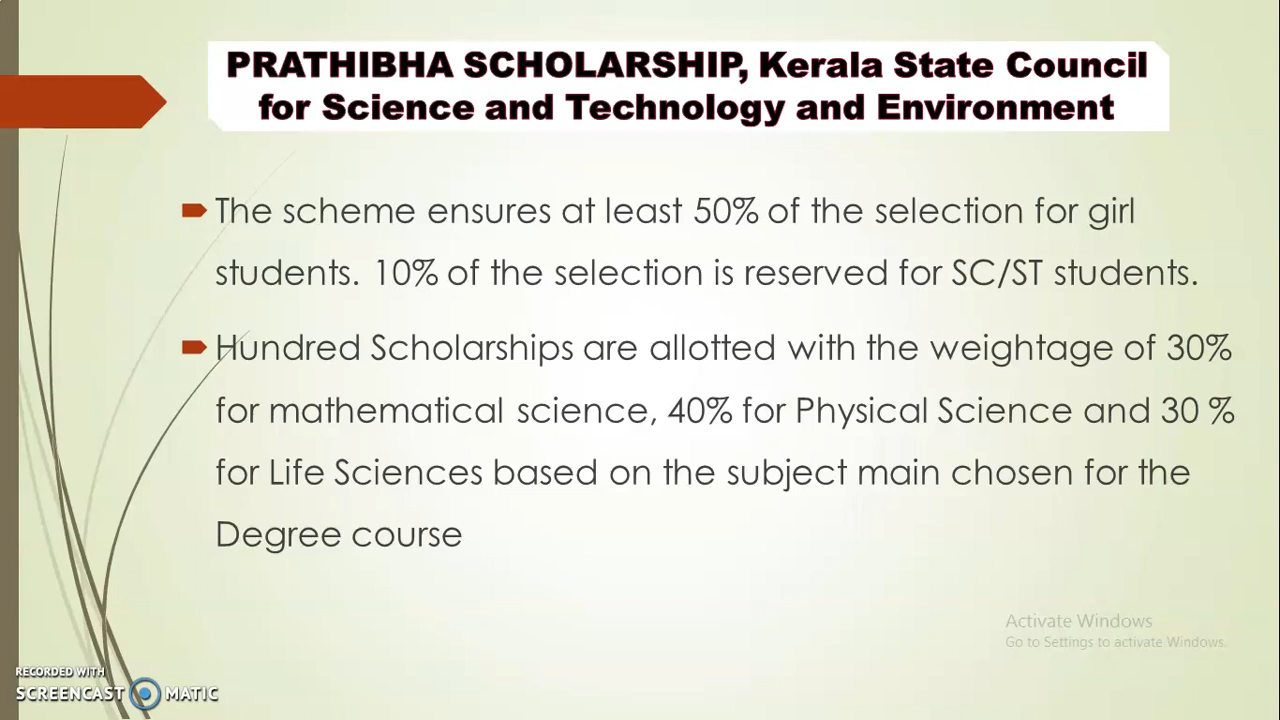 PRATHIBHA SCHOLARSHIP, Kerala State Council
for Science and Technology and Environment
The scheme ensures at least 50% of the selection for girl
students. 10% of the selection is reserved for SC/ST students.
Hundred Scholarships are allotted with the weightage of 30%
for mathematical science, 40% for Physical Science and 30 %
for Life Sciences based on the subject main chosen for the
Degree course
Activate Windows
Go to Settings to activate Windows.
RECORDED WITH
SCREENCAST MATIC